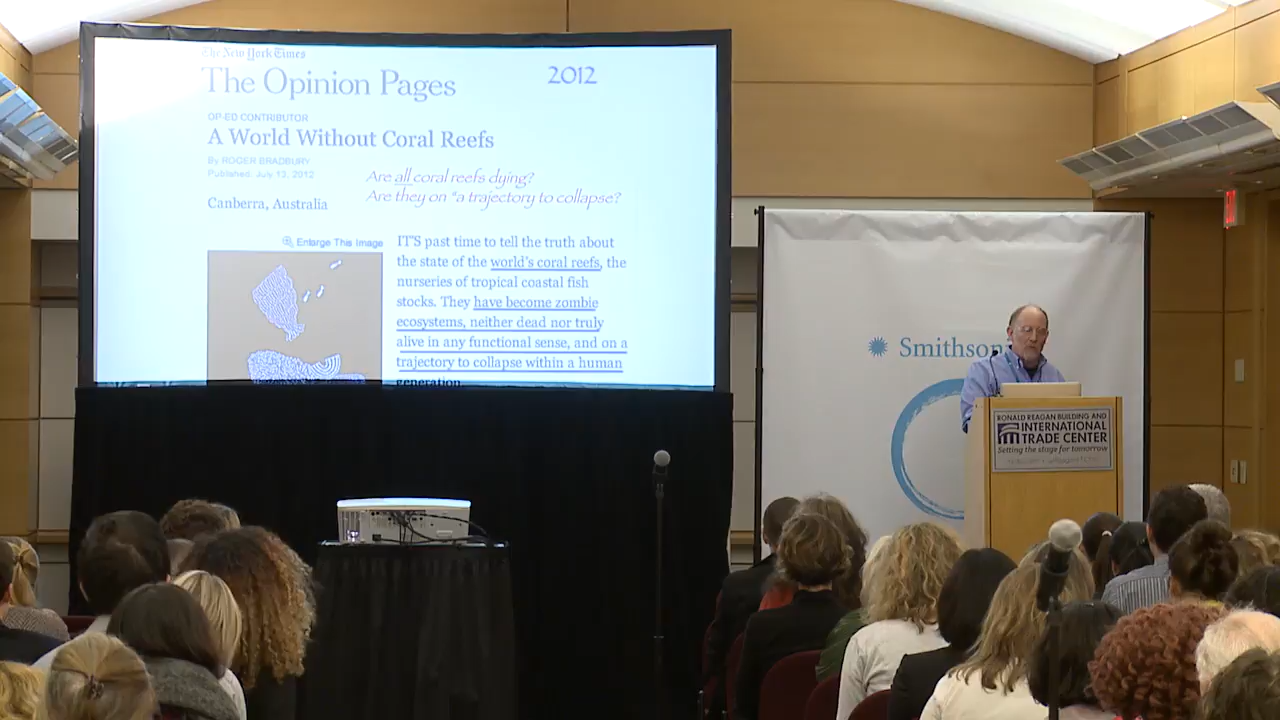 The New York Times
The Opinion Pages
2012
OP-ED CONTRIBUTOR
A World Without Coral Reefs
By ROGER BRADBURY
Published: July 13, 2012
Are all coral reefs dying?
Are they on "a trajectory to collapse?
Canberra, Australia
Enlarge This Image
IT'S past time to tell the truth about
the state of the world's coral reefs, the
nurseries of tropical coastal fish
stocks. They have become zombie
ecosystems, neither dead nor truly
alive in any functional sense, and on a
trajectory to collapse within a human
generation
Smithson
RONALD REAGAN BUILDING AND
INTERNATIONAL
TRADE CENTER
Setting the stage for tomorrow